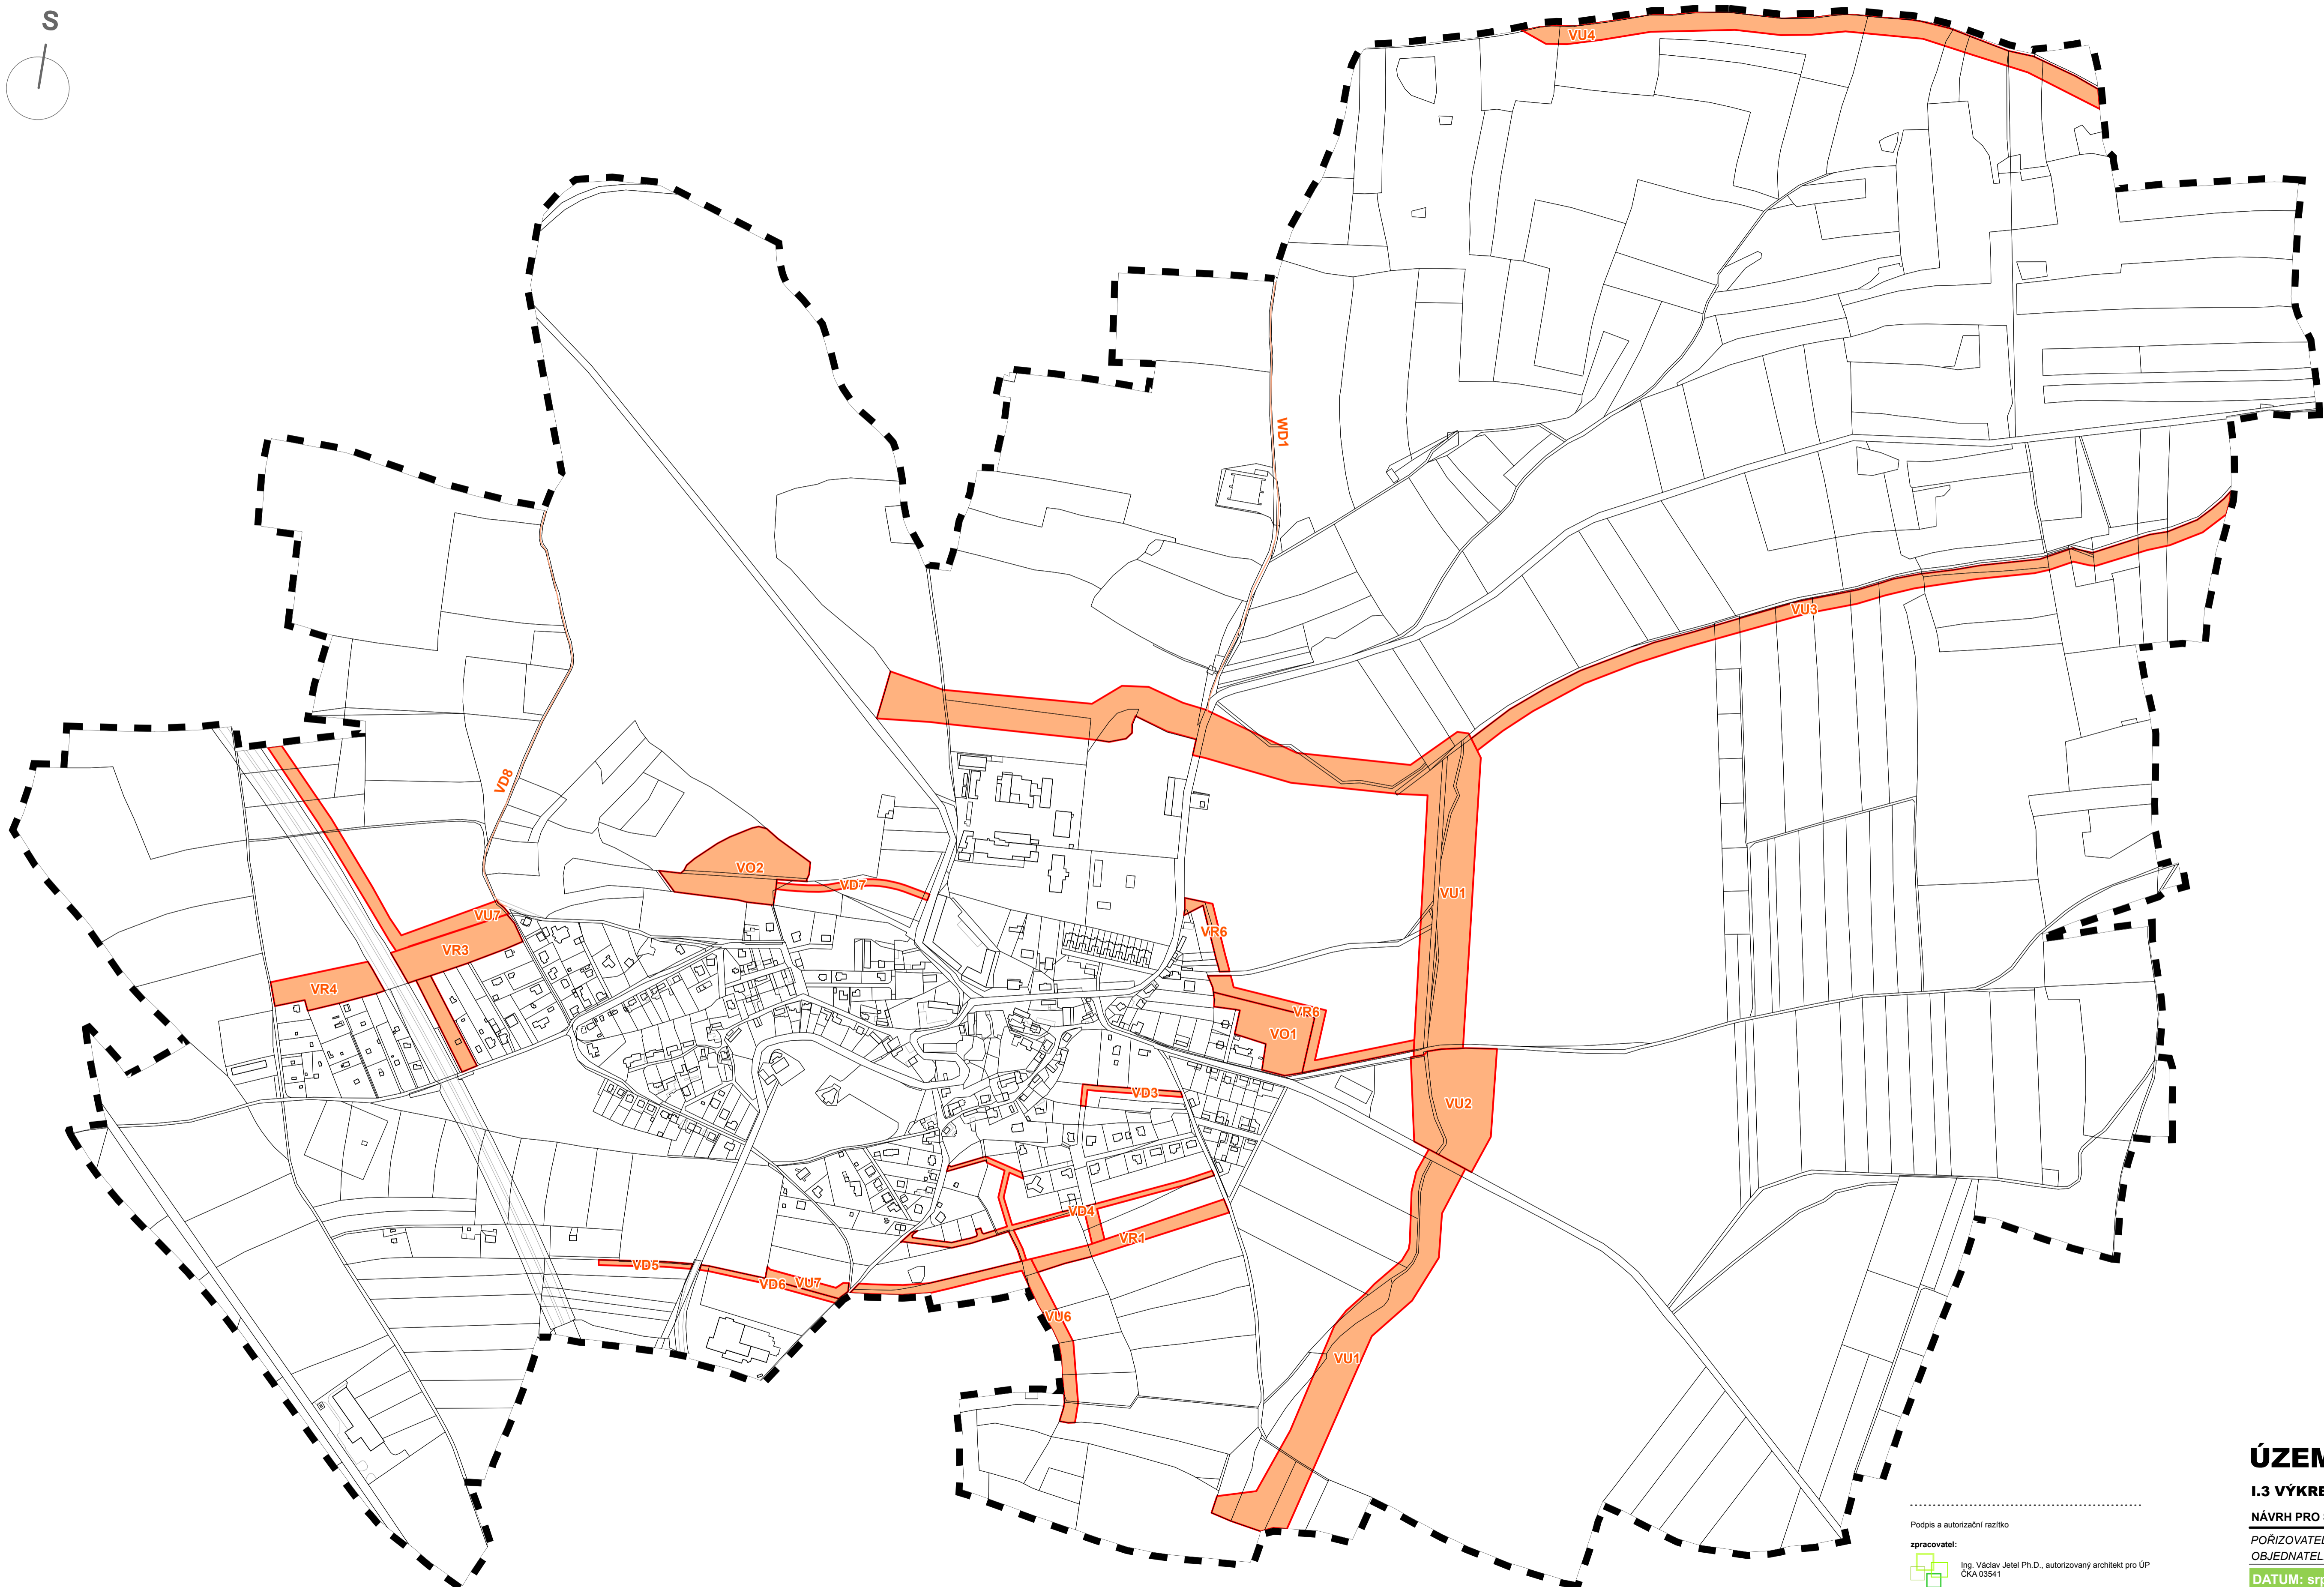 S
VU4
WD1
VU3
VD8
VO2
VD7
VU7
VR3
VR4
VU1
VR6
VR6
VO1
VU2
VD3
VD4
VR1
VD5
VD6
VU7
VU6
VU1
Podpis a autorizační razítko
zpracovatel:
Ing. Václav Jetel Ph.D., autorizovaný architekt pro ÚP
ČKA 03541
ÚZEM
I.3 VÝKRE
NÁVRH PRO
POŘIZOVATEL
OBJEDNATEL
DATUM: srp